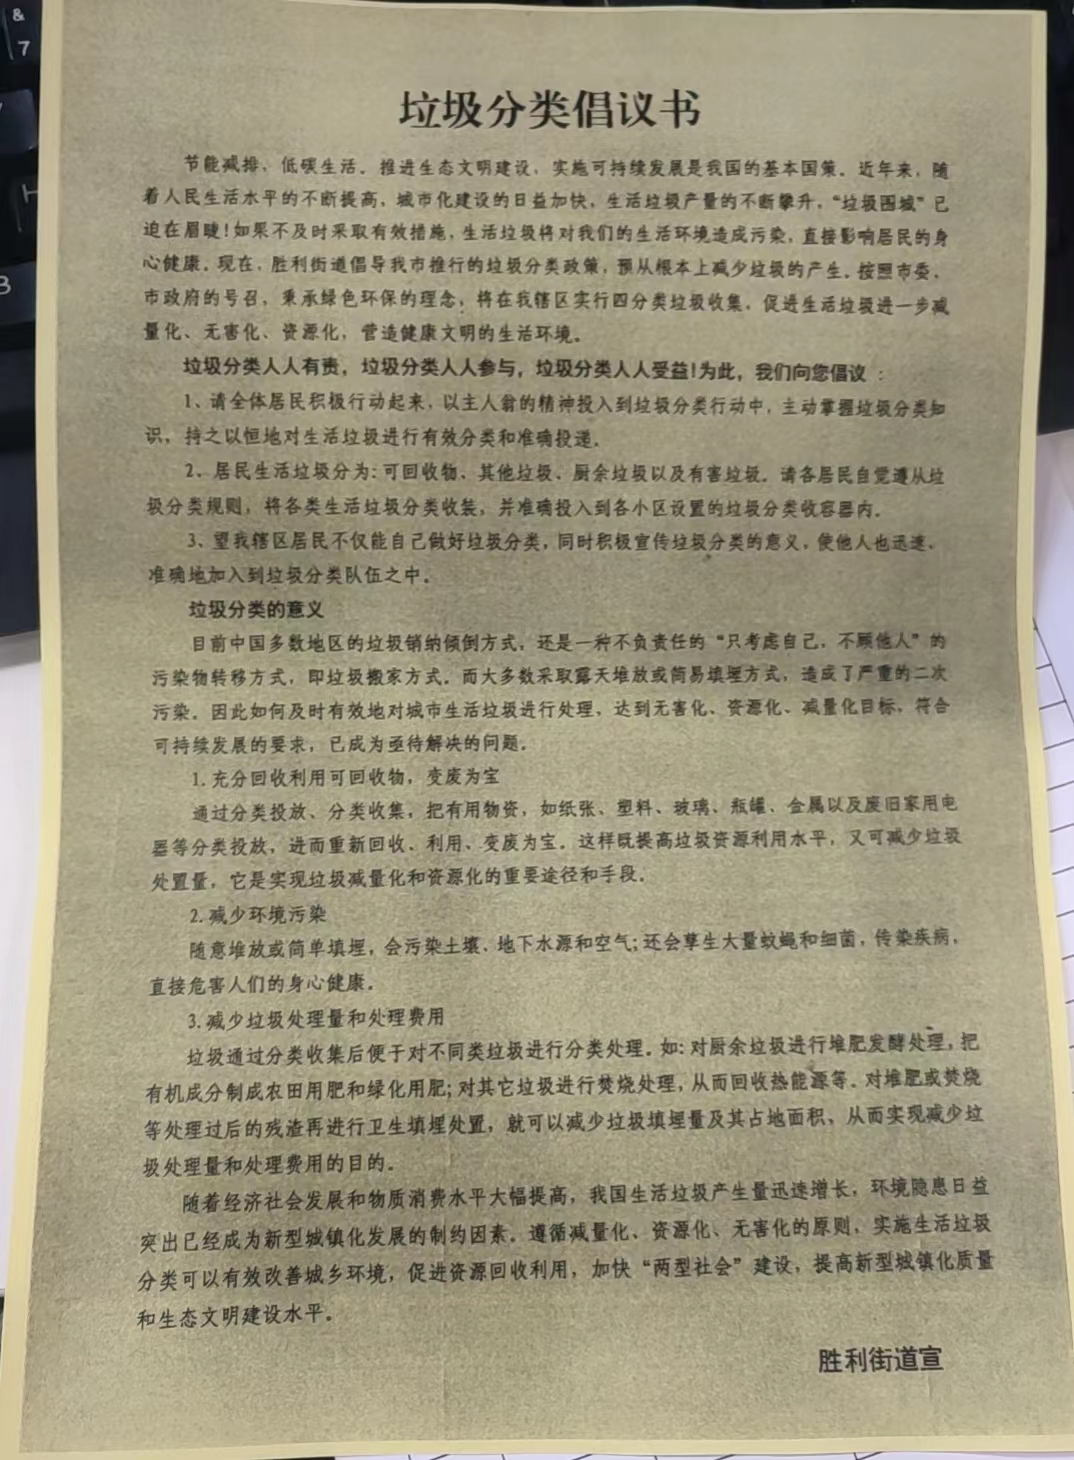 &
7
H
B
垃圾分类倡议书
节能减排、低碳生活。推进生态文明建设，实施可持续发展是我国的基本国策。近年来，随
着人民生活水平的不断提高，城市化建设的日益加快，生活垃圾产量的不断攀升，“垃圾围城”已
迫在眉睫！如果不及时采取有效措施，生活垃圾将对我们的生活环境造成污染，直接影响居民的身
心健康。现在，胜利街道倡导我市推行的垃圾分类政策，预从根本上减少垃圾的产生。按照市委、
市政府的号召，秉承绿色环保的理念，将在我辖区实行四分类垃圾收集，促进生活垃圾进一步减
量化、无害化、资源化，营造健康文明的生活环境。
垃圾分类人人有责，垃圾分类人人参与，垃圾分类人人受益！为此，我们向您倡议：
1、请全体居民积极行动起来，以主人翁的精神投入到垃圾分类行动中，主动掌握垃圾分类知
识，持之以恒地对生活垃圾进行有效分类和准确投递。
2、居民生活垃圾分为：可回收物、其他垃圾、厨余垃圾以及有害垃圾。请各居民自觉遵从垃
圾分类规则，将各类生活垃圾分类收装，并准确投入到各小区设置的垃圾分类收容器内。
3、望我辖区居民不仅能自己做好垃圾分类，同时积极宣传垃圾分类的意义，使他人也迅速、
准确地加入到垃圾分类队伍之中。
垃圾分类的意义
目前中国多数地区的垃圾销纳倾倒方式，还是一种不负责任的“只考虑自己，不顾他人”的
污染物转移方式，即垃圾搬家方式。而大多数采取露天堆放或简易填埋方式，造成了严重的二次
污染。因此如何及时有效地对城市生活垃圾进行处理，达到无害化、资源化、减量化目标，符合
可持续发展的要求，已成为亟待解决的问题。
1.充分回收利用可回收物，变废为宝
通过分类投放、分类收集，把有用物资，如纸张、塑料、玻璃、瓶罐、金属以及废旧家用电
器等分类投放，进而重新回收、利用、变废为宝。这样既提高垃圾资源利用水平，又可减少垃圾
处置量，它是实现垃圾减量化和资源化的重要途径和手段。
2.减少环境污染
随意堆放或简单填埋，会污染土壤、地下水源和空气；还会孳生大量蚊蝇和细菌，传染疾病，
直接危害人们的身心健康。
3.减少垃圾处理量和处理费用
垃圾通过分类收集后便于对不同类垃圾进行分类处理。如：对厨余垃圾进行堆肥发酵处理，把
有机成分制成农田用肥和绿化用肥；对其它垃圾进行焚烧处理，从而回收热能源等。对堆肥或焚烧
等处理过后的残渣再进行卫生填埋处置，就可以减少垃圾填埋量及其占地面积，从而实现减少垃
圾处理量和处理费用的目的。
随着经济社会发展和物质消费水平大幅提高，我国生活垃圾产生量迅速增长，环境隐患日益
突出已经成为新型城镇化发展的制约因素。遵循减量化、资源化、无害化的原则，实施生活垃圾
分类可以有效改善城乡环境，促进资源回收利用，加快“两型社会”建设，提高新型城镇化质量
和生态文明建设水平。
胜利街道宣